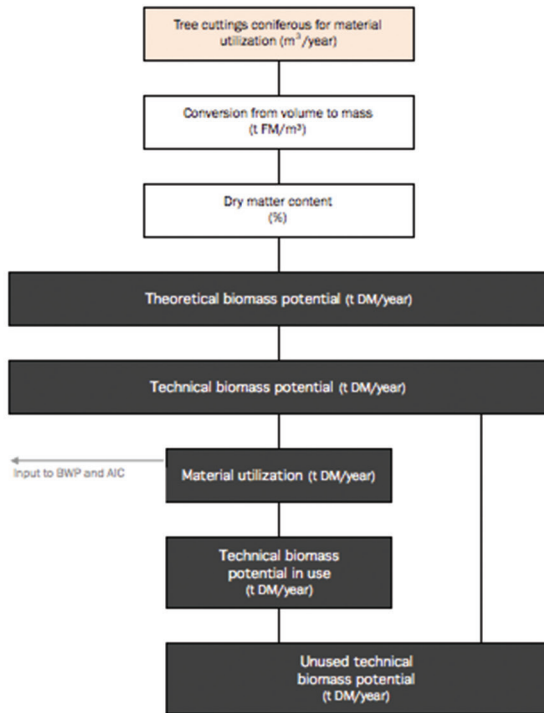 Tree cuttings coniferous for material
utilization (m³/year)
Conversion from volume to mass
(t FM/m³)
Dry matter content
(%)
Theoretical biomass potential (t DM/year)
Technical biomass potential (t DM/year)
Input to BWP and AIC
Material utilization (t DM/year)
Technical biomass
potential in use
(t DM/year)
Unused technical
biomass potential
(t DM/year)